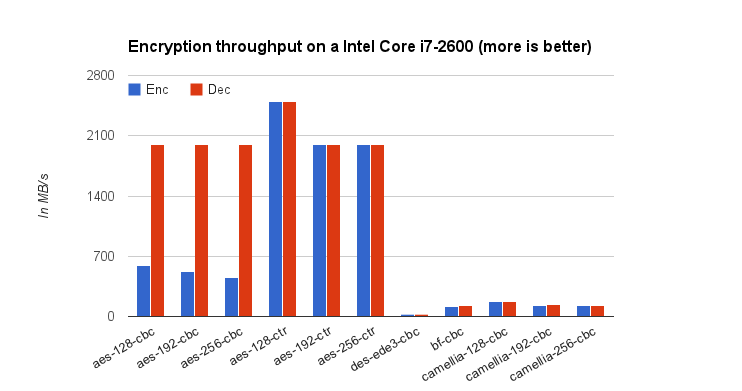 Encryption throughput on a Intel Core i7-2600 (more is better)
2800
Enc
Dec
2100
1400
700
0
In MB/s
aes-128-cbc
aes-192-cbc
aes-256-cbc
aes-128-ctr
aes-192-ctr
aes-256-ctr
des-ede3-cbc
bf-cbc
camellia-128-cbc
camellia-192-cbc
camellia-256-cbc